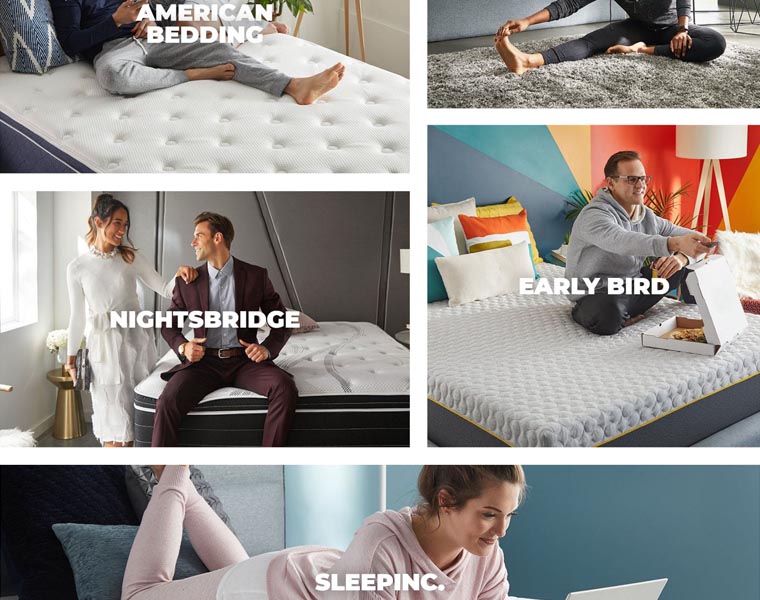 AMERICAN
BEDDING
NIGHTSBRIDGE
EARLY BIRD
SLEEPINC.